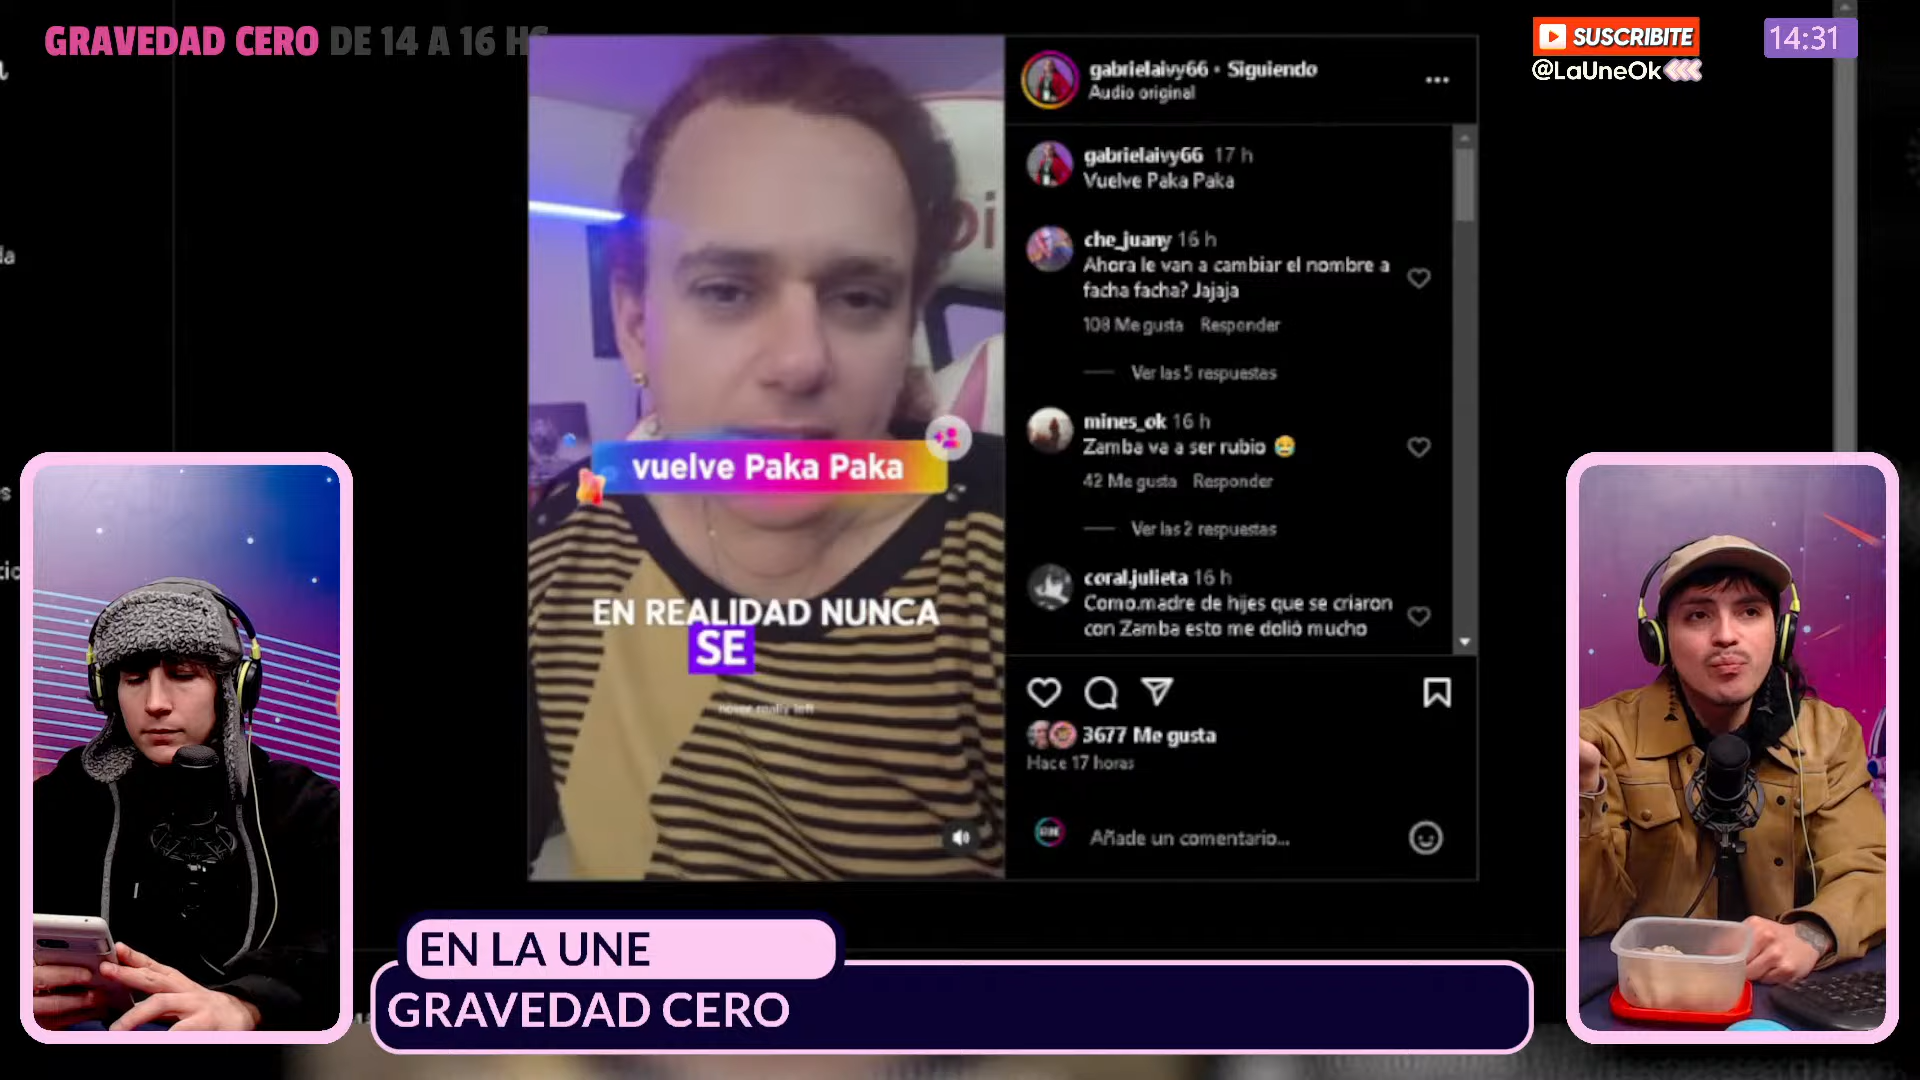 GRAVEDAD CERO DE 14 A 16 HS
SUSCRIBITE
@LaUneOk
14:31
gabrielaivy66 • Siguiendo
Audio original
gabrielaivy66 17 h
Vuelve Paka Paka
che_juany 16 h
Ahora le van a cambiar el nombre a
facha facha? Jajaja
108 Me gusta Responder
Ver las 5 respuestas
mines_ok 16 h
Zamba va a ser rubio 😂
42 Me gusta Responder
Ver las 2 respuestas
coral.julieta 16 h
Como.madre de hijes que se criaron
con Zamba esto me dolió mucho
3677 Me gusta
Hace 17 horas
Añade un comentario...
vuelve Paka Paka
EN REALIDAD NUNCA
SE
never really left
EN LA UNE
GRAVEDAD CERO